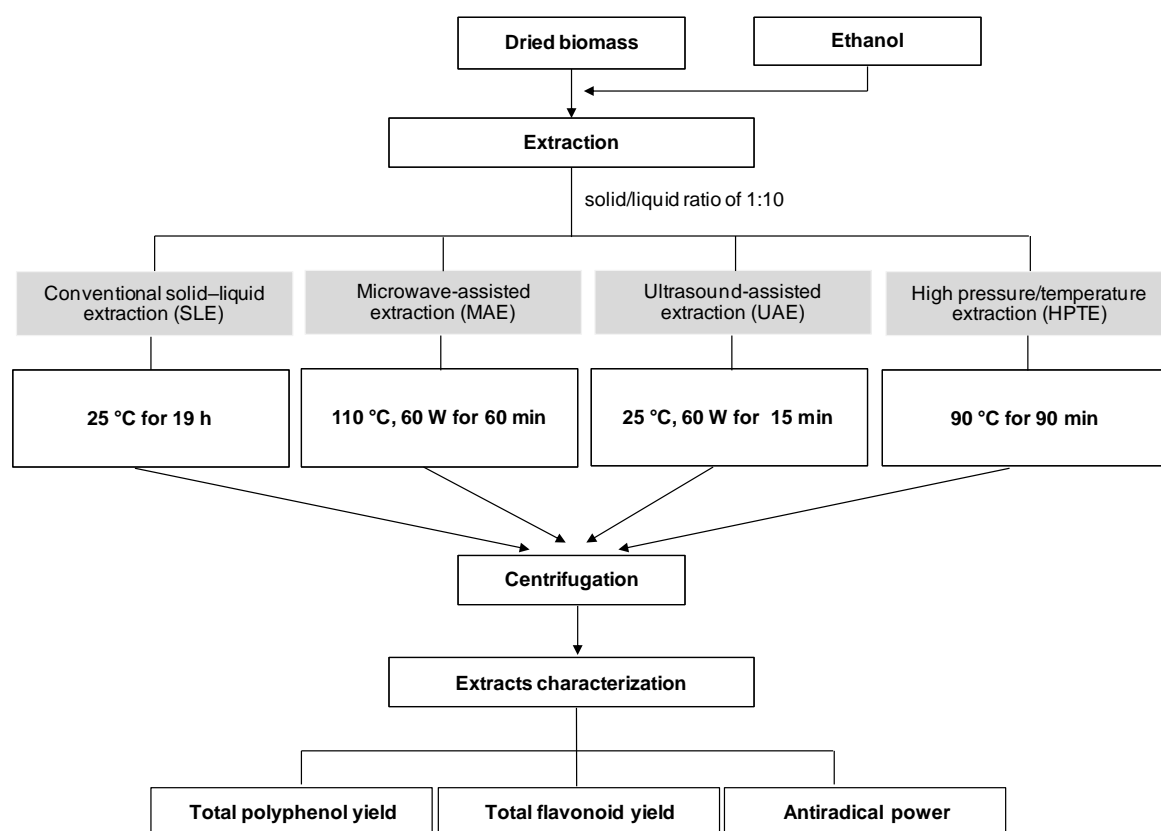 Dried biomass
Ethanol
Extraction
solid/liquid ratio of 1:10
Conventional solid–liquid
extraction (SLE)
Microwave-assisted
extraction (MAE)
Ultrasound-assisted
extraction (UAE)
High pressure/temperature
extraction (HPTE)
25 °C for 19 h
110 °C, 60 W for 60 min
25 °C, 60 W for 15 min
90 °C for 90 min
Centrifugation
Extracts characterization
Total polyphenol yield
Total flavonoid yield
Antiradical power